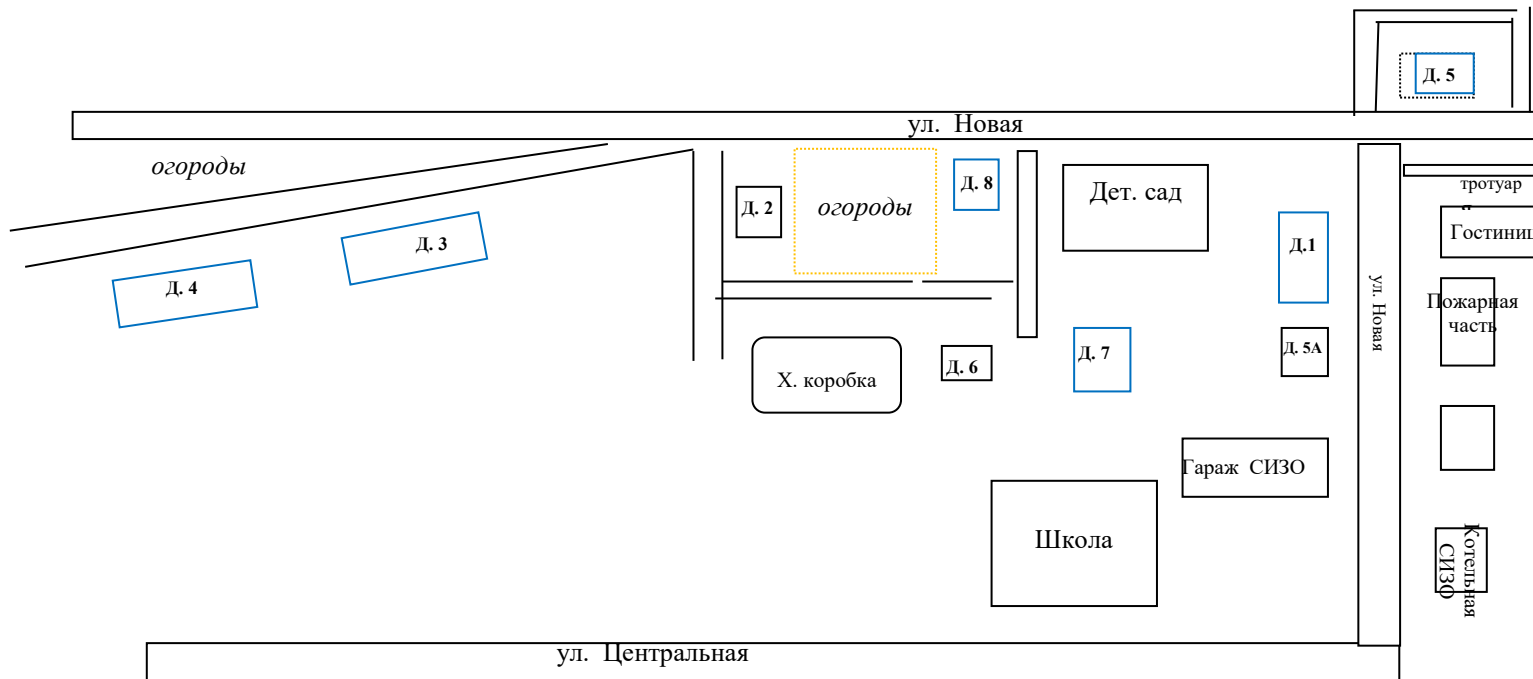 Д. 5
ул. Новая
огороды
тротуар
Д. 8
Дет. сад
Д. 2
огороды
Д. 3
Д.1
Гостиниц
Д. 4
ул. Новая
Пожарная
часть
Д. 7
Д. 5А
Д. 6
Х. коробка
Гараж СИЗО
Школа
Котельная
СИЗО
ул. Центральная